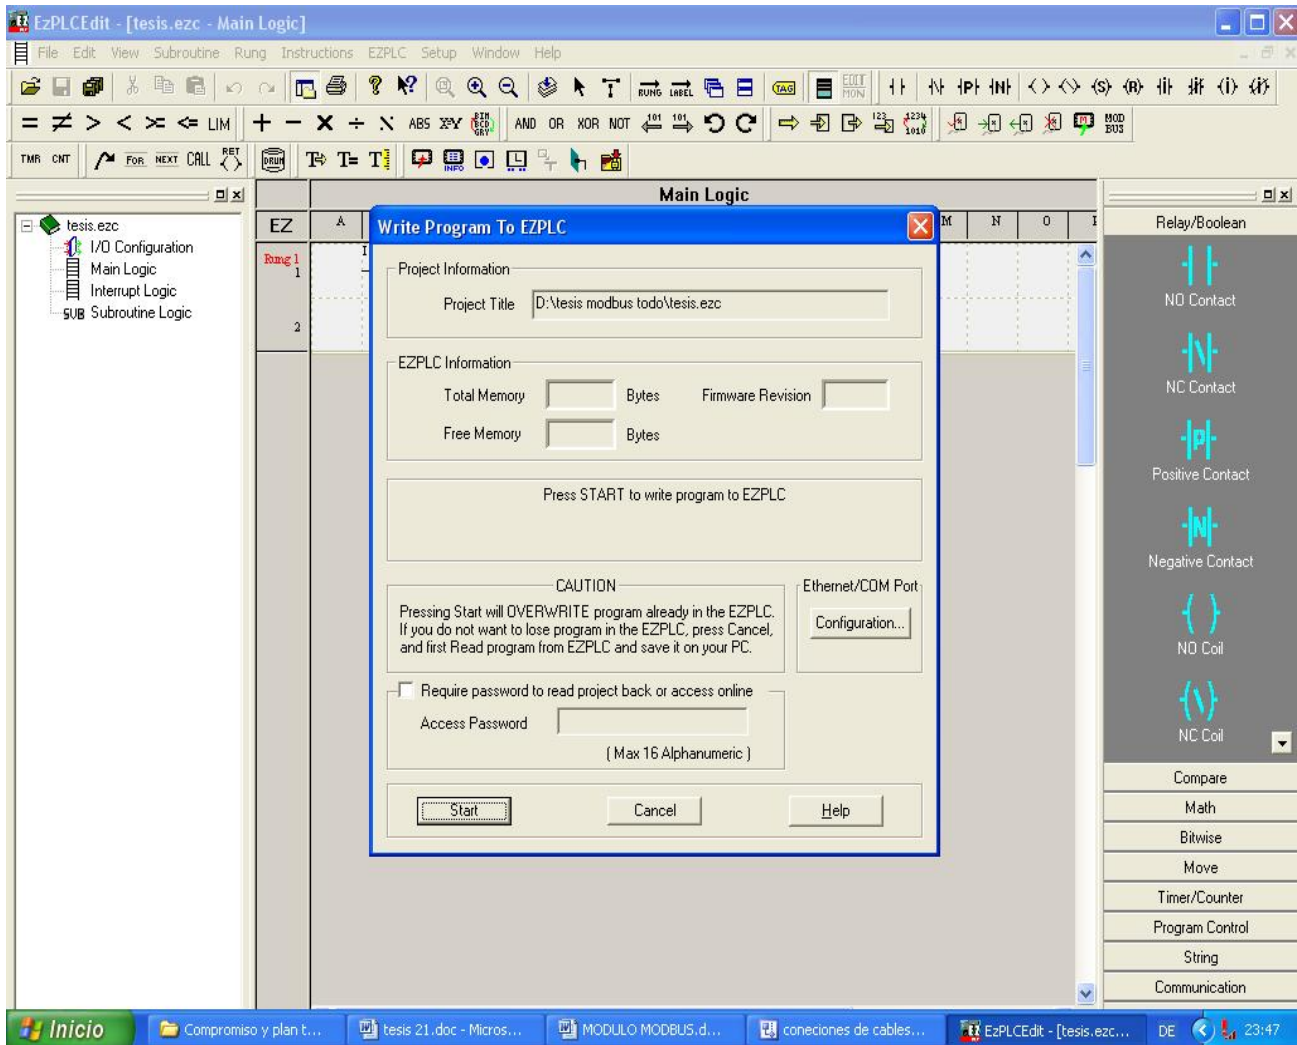 EzPLCEdit - [tesis.ezc - Main Logic]
File Edit View Subroutine Rung Instructions EZPLC Setup Window Help
RUNG LABEL TAG EDIT MON P N (S) (R)
= ≠ > < >= <= LIM + - X ÷ ABS X^Y BIN BCD GRY AND OR XOR NOT 101 101 123 1234 1010 MOD BUS
TMR CNT FOR NEXT CALL RET DRUM T T= T INFO
Main Logic
tesis.ezc
I/O Configuration
Main Logic
Interrupt Logic
SUB Subroutine Logic
EZ A M N O
Rung 1
1
2
Write Program To EZPLC
Project Information
Project Title D:\tesis modbus todo\tesis.ezc
EZPLC Information
Total Memory Bytes Firmware Revision
Free Memory Bytes
Press START to write program to EZPLC
CAUTION
Pressing Start will OVERWRITE program already in the EZPLC.
If you do not want to lose program in the EZPLC, press Cancel,
and first Read program from EZPLC and save it on your PC.
Ethernet/COM Port
Configuration...
Require password to read project back or access online
Access Password
( Max 16 Alphanumeric )
Start Cancel Help
Relay/Boolean
NO Contact
NC Contact
Positive Contact
Negative Contact
NO Coil
NC Coil
Compare
Math
Bitwise
Move
Timer/Counter
Program Control
String
Communication
Inicio Compromiso y plan t... tesis 21.doc - Micros... MODULO MODBUS.d... coneciones de cables... EzPLCEdit - [tesis.ezc... DE 23:47